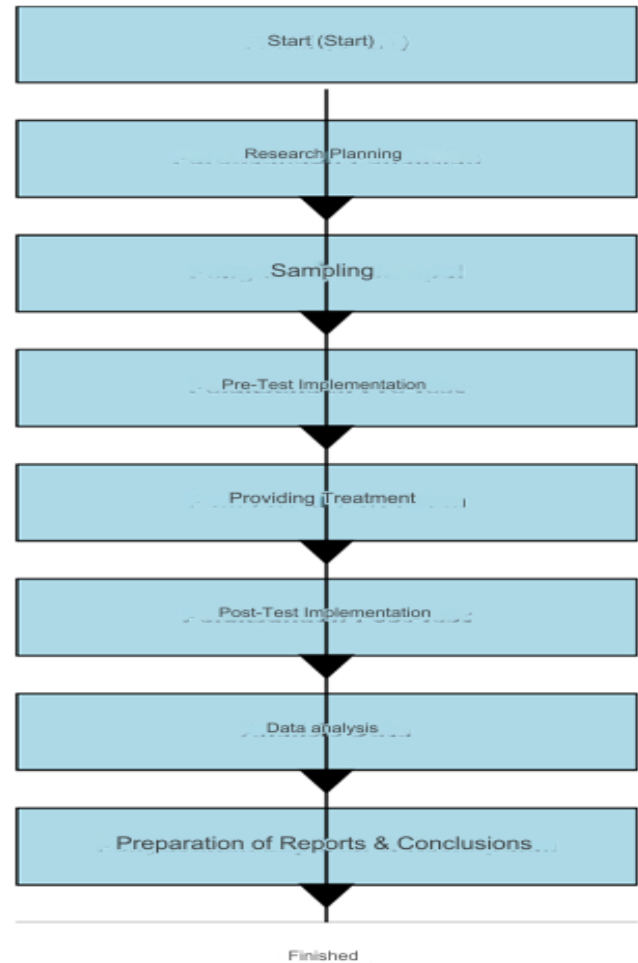 Start (Start)
Research Planning
Sampling
Pre-Test Implementation
Providing Treatment
Post-Test Implementation
Data analysis
Preparation of Reports & Conclusions
Finished